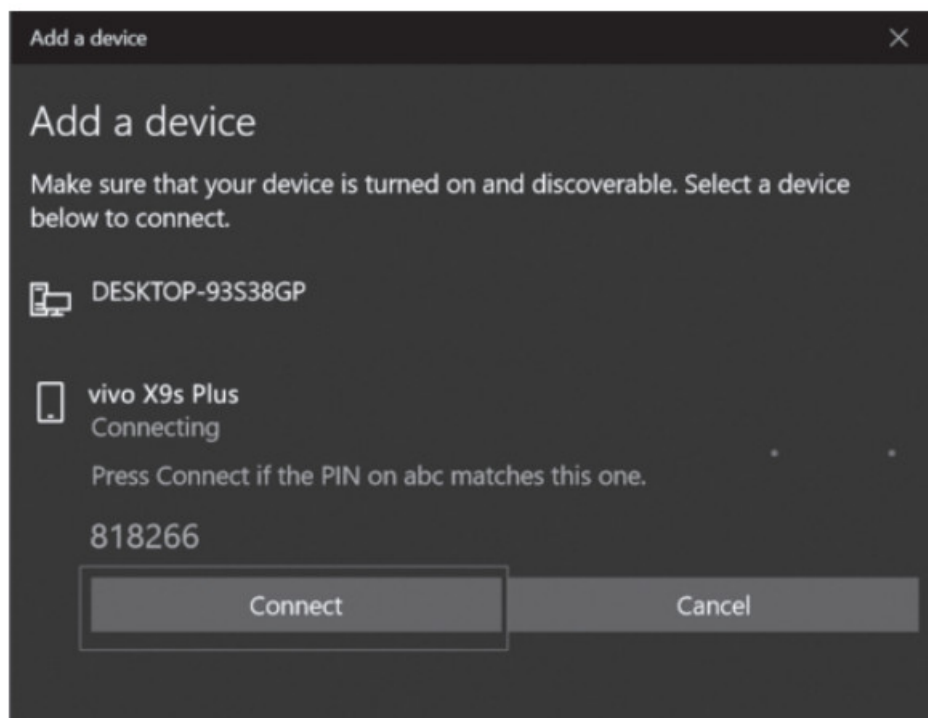 Add a device
Add a device
Make sure that your device is turned on and discoverable. Select a device
below to connect.
DESKTOP-93S38GP
vivo X9s Plus
Connecting
Press Connect if the PIN on abc matches this one.
818266
Connect
Cancel